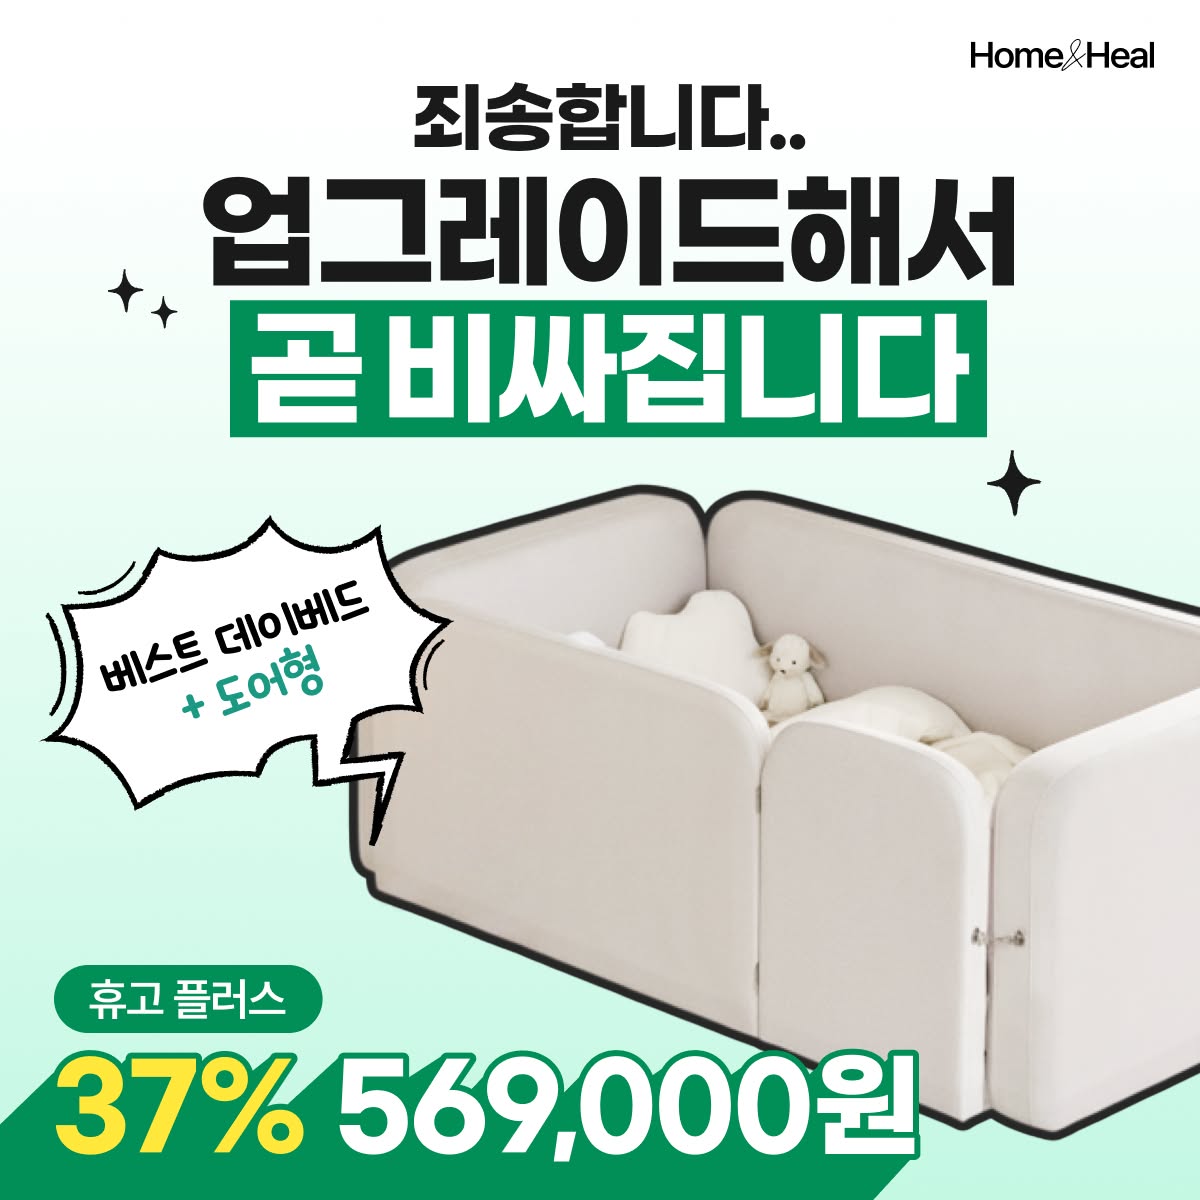 Home&Heal
죄송합니다..
업그레이드해서
곧 비싸집니다
베스트 데이베드
+ 도어형
휴고 플러스
37% 569,000원